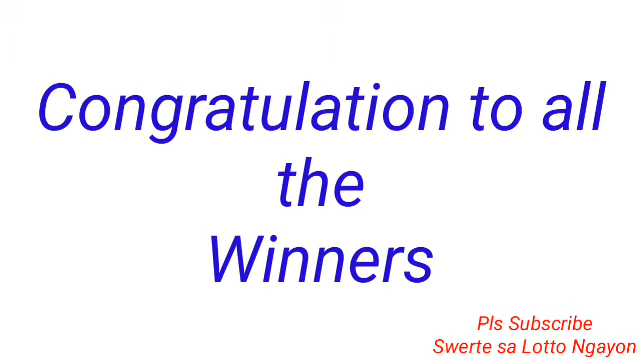 Congratulation to all
the
Winners
Pls Subscribe
Swerte sa Lotto Ngayon